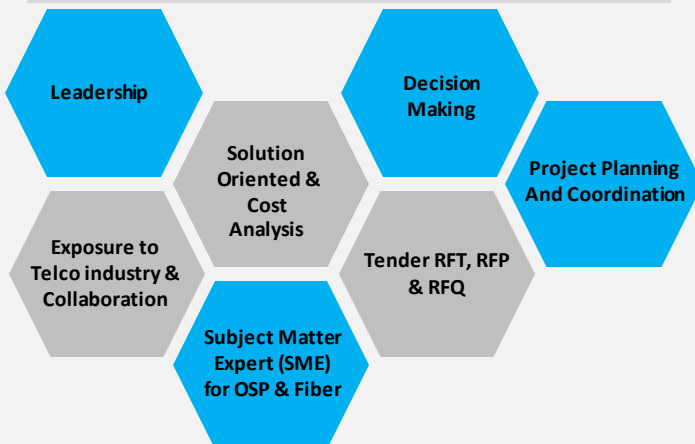 Leadership
Decision
Making
Solution
Oriented &
Cost
Analysis
Project Planning
And Coordination
Exposure to
Telco industry &
Collaboration
Tender RFT, RFP
& RFQ
Subject Matter
Expert (SME)
for OSP & Fiber